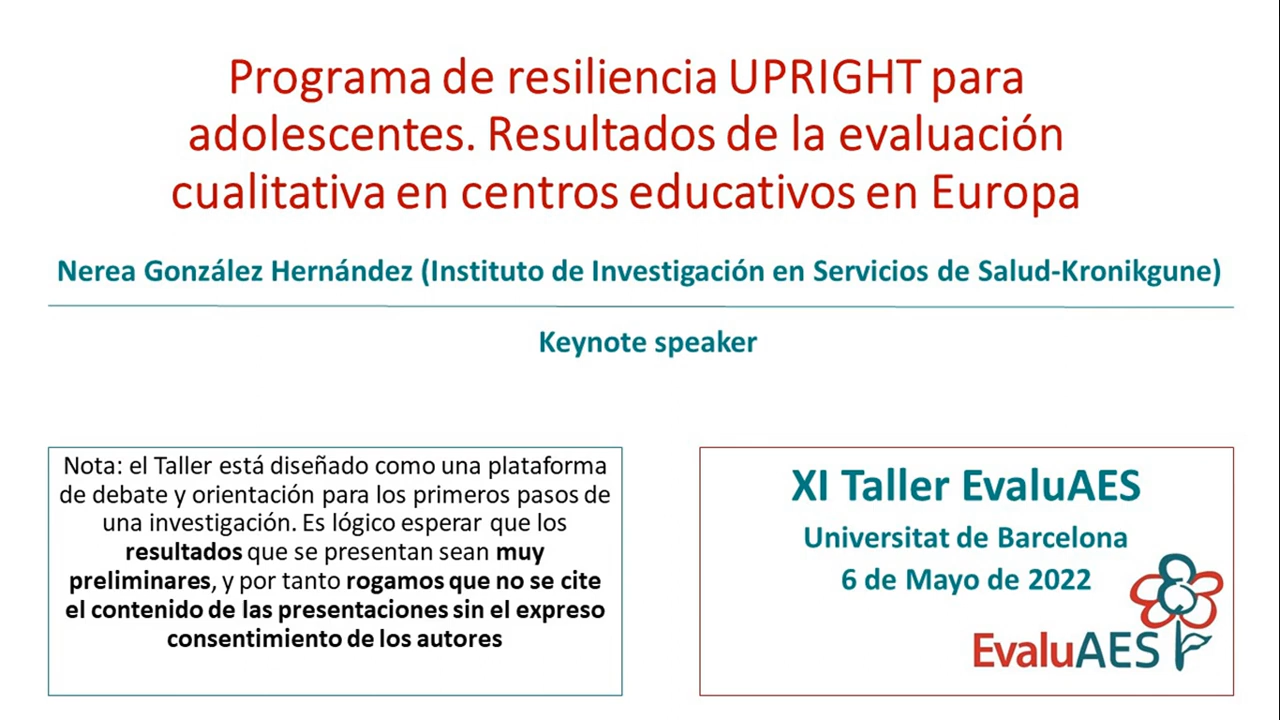 Programa de resiliencia UPRIGHT para
adolescentes. Resultados de la evaluación
cualitativa en centros educativos en Europa
Nerea González Hernández (Instituto de Investigación en Servicios de Salud-Kronikgune)
Keynote speaker
Nota: el Taller está diseñado como una plataforma
de debate y orientación para los primeros pasos de
una investigación. Es lógico esperar que los
resultados que se presentan sean muy
preliminares, y por tanto rogamos que no se cite
el contenido de las presentaciones sin el expreso
consentimiento de los autores
XI Taller EvaluAES
Universitat de Barcelona
6 de Mayo de 2022
EvaluAES